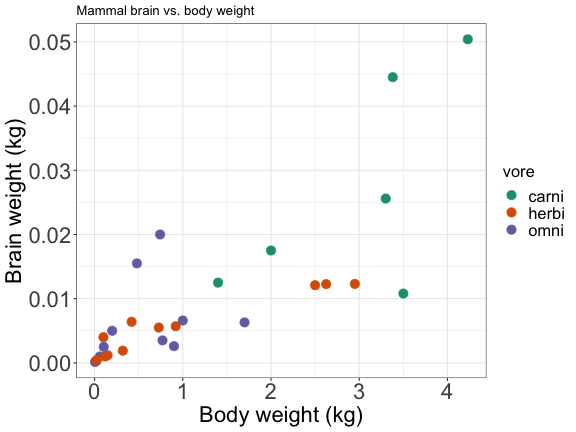 Mammal brain vs. body weight
0.05
0.04
0.03
0.02
0.01
0.00
Brain weight (kg)
0 1 2 3 4
Body weight (kg)
vore
carni
herbi
omni